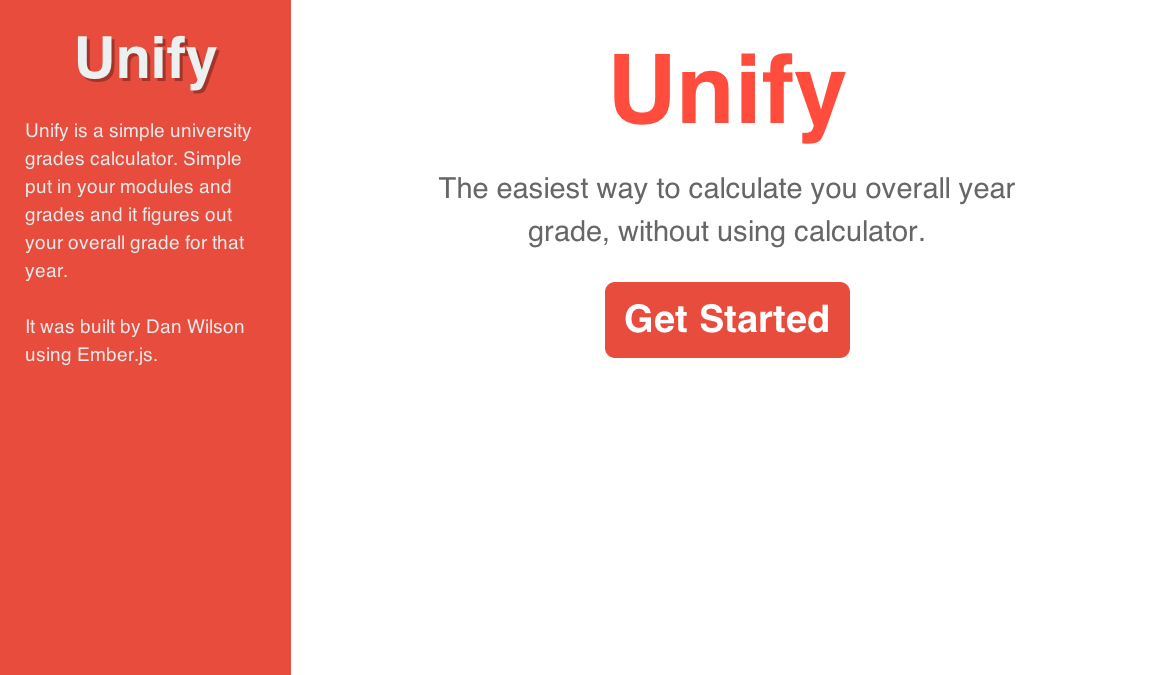 Unify
Unify is a simple university
grades calculator. Simple
put in your modules and
grades and it figures out
your overall grade for that
year.
It was built by Dan Wilson
using Ember.js.
Unify
The easiest way to calculate you overall year
grade, without using calculator.
Get Started